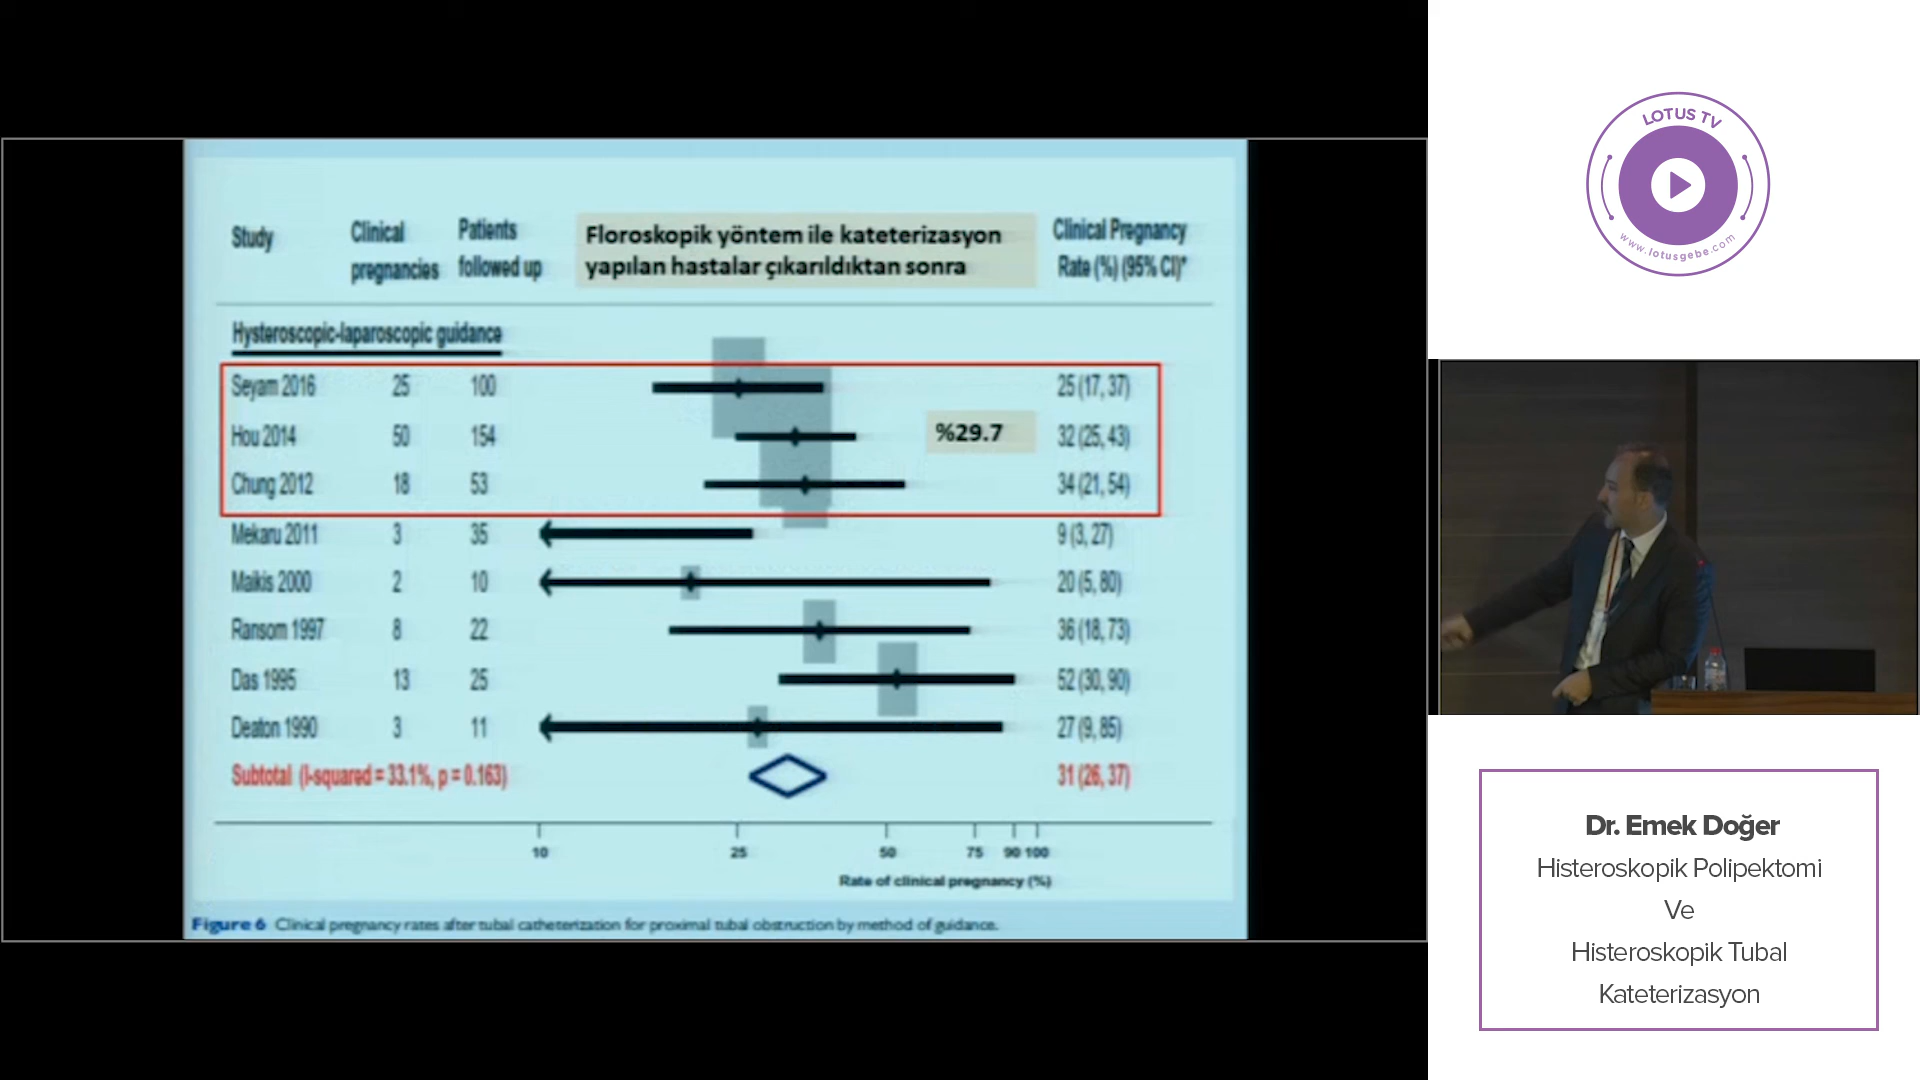 Study
Clinical pregnancies
Patients followed up
Floroskopik yöntem ile kateterizasyon
yapılan hastalar çıkarıldıktan sonra
Clinical Pregnancy
Rate (%) (95% CI)*
Hysteroscopic-laparoscopic guidance
Seyam 2016 25 100 25 (17, 37)
Hou 2014 50 154 %29.7 32 (25, 43)
Chung 2012 18 53 34 (21, 54)
Mekaru 2011 3 35 9 (3, 27)
Maikis 2000 2 10 20 (5, 80)
Ransom 1997 8 22 36 (18, 73)
Das 1995 13 25 52 (30, 90)
Deaton 1990 3 11 27 (9, 85)
Subtotal (I-squared = 33.1%, p = 0.163) 31 (26, 37)
10 25 50 75 90 100
Rate of clinical pregnancy (%)
Figure 6 Clinical pregnancy rates after tubal catheterization for proximal tubal obstruction by method of guidance.
LOTUS TV
www.lotusgebe.com
Dr. Emek Doğer
Histeroskopik Polipektomi
Ve
Histeroskopik Tubal
Kateterizasyon